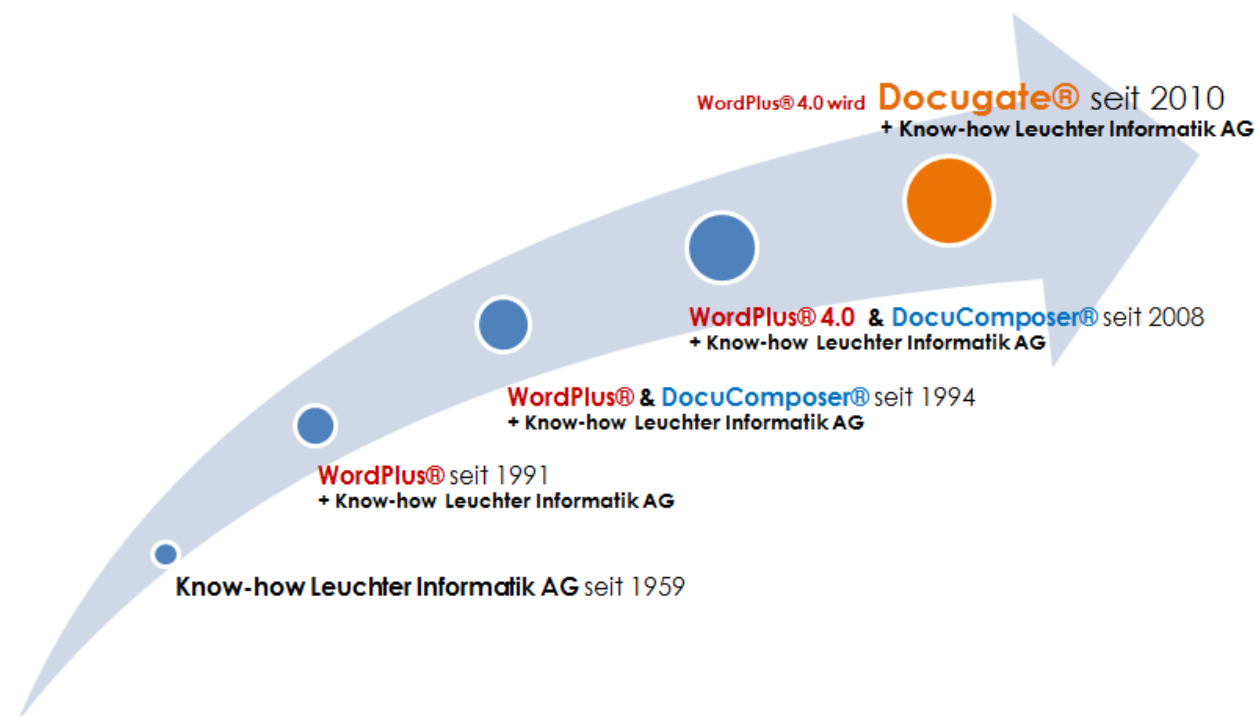 WordPlus® 4.0 wird Docugate® seit 2010
+ Know-how Leuchter Informatik AG
WordPlus® 4.0 & DocuComposer® seit 2008
+ Know-how Leuchter Informatik AG
WordPlus® & DocuComposer® seit 1994
+ Know-how Leuchter Informatik AG
WordPlus® seit 1991
+ Know-how Leuchter Informatik AG
Know-how Leuchter Informatik AG seit 1959